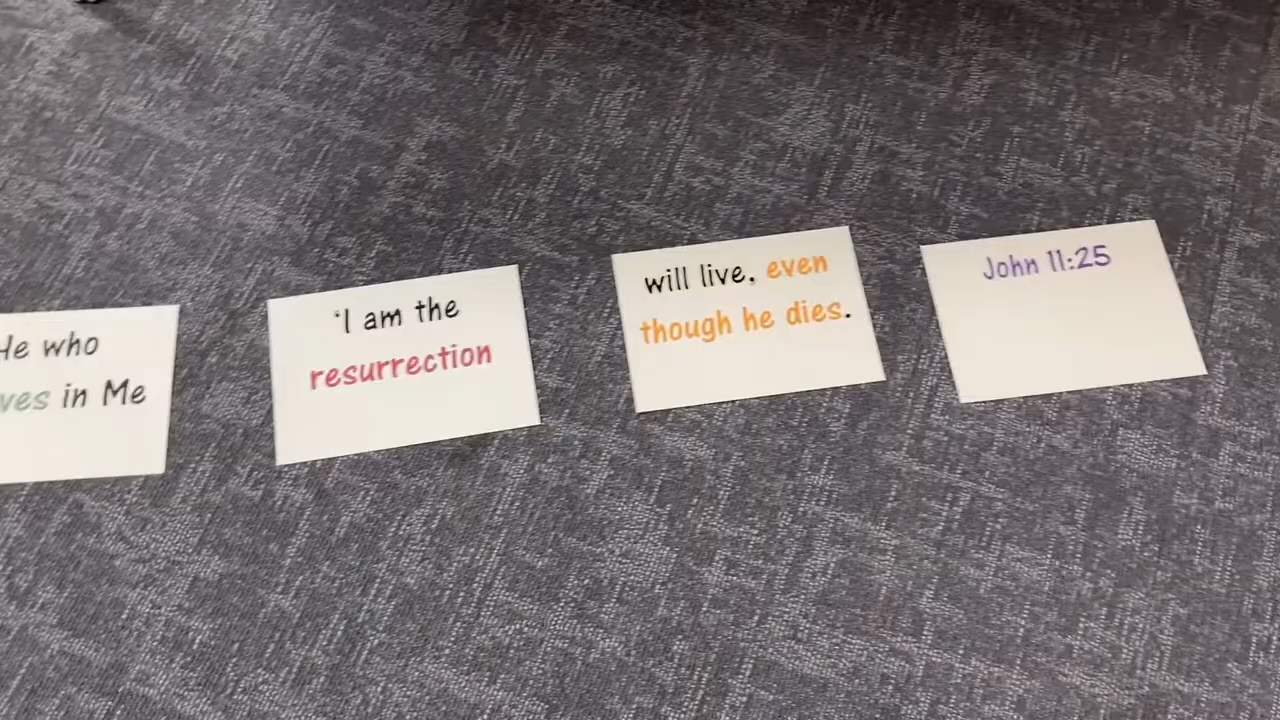 He who
in Me
'I am the
resurrection
will live, even
though he dies.
John 11:25